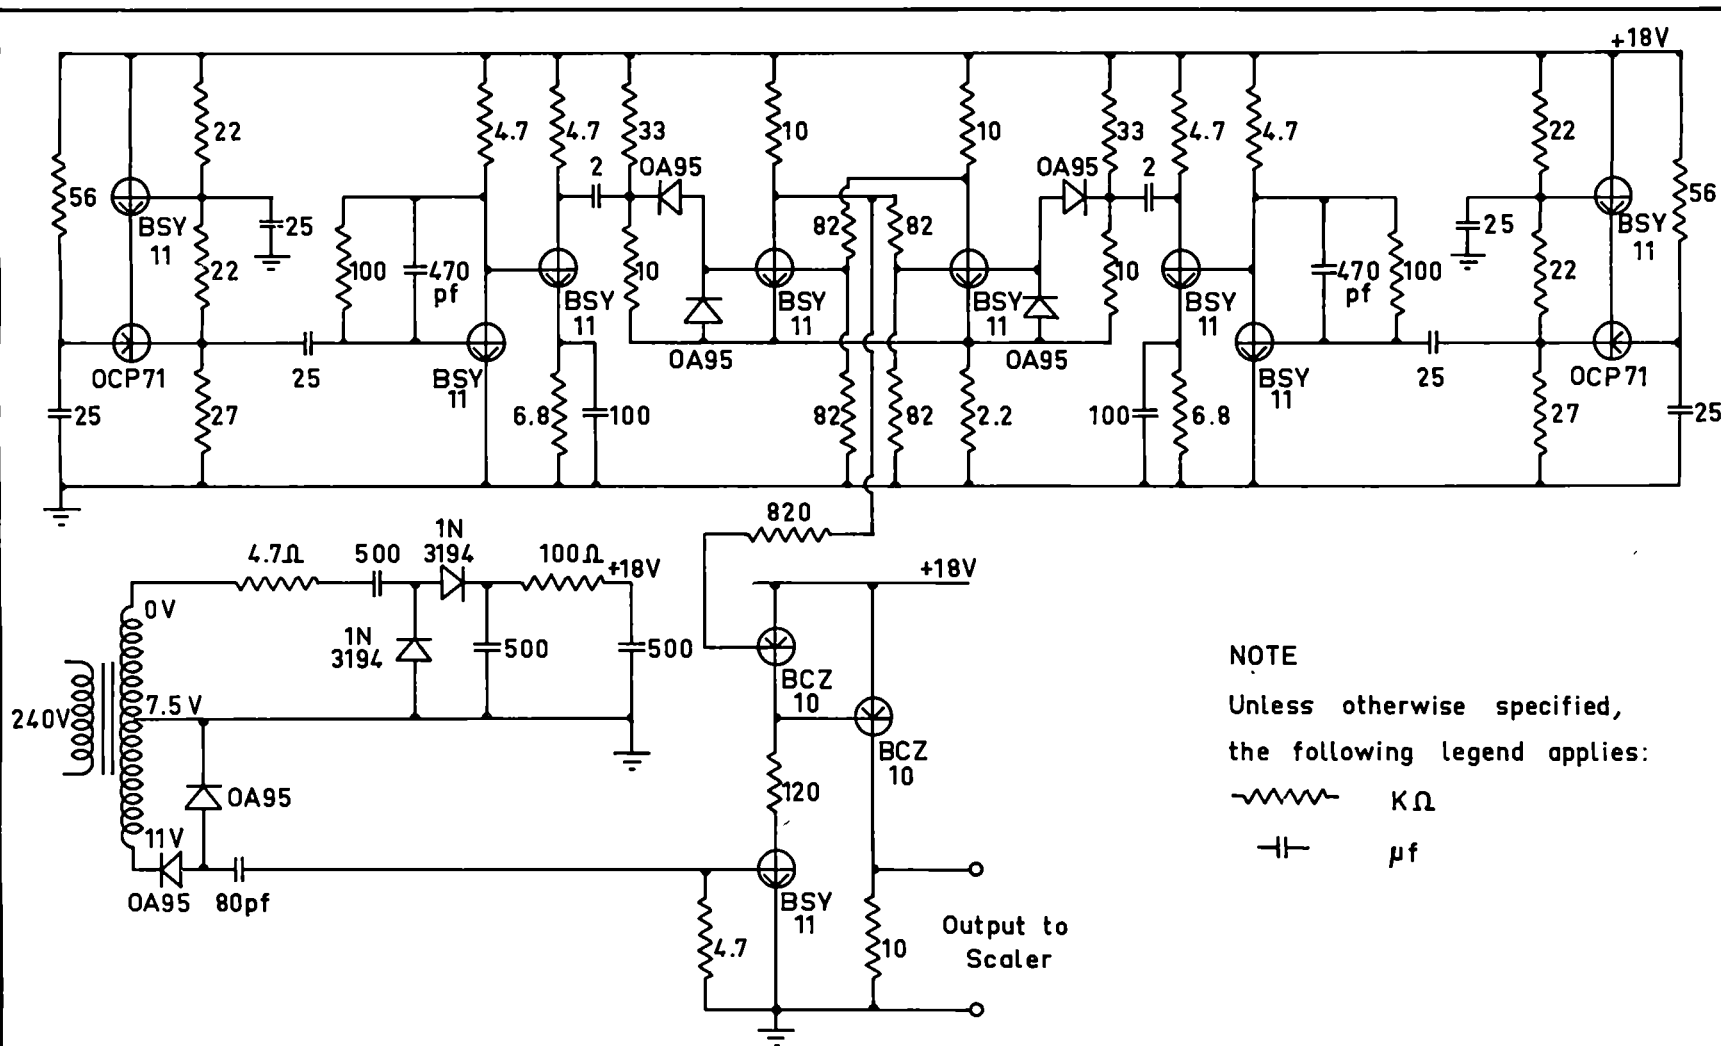 +18V
22
4.7
4.7
33
OA95
10
10
OA95
33
2
2
4.7
4.7
22
56
BSY
11
25
22
100
470
pf
10
BSY
11
OA95
82
BSY
11
82
BSY
11
OA95
10
BSY
11
470
pf
100
25
22
BSY
11
56
OCP71
25
BSY
11
BSY
11
25
OCP71
25
27
6.8
100
82
82
2.2
100
6.8
27
25
820
4.7Ω
500
1N
3194
100Ω
+18V
+18V
0V
1N
3194
500
500
BCZ
10
240V
7.5V
BCZ
10
OA95
120
11V
OA95
80pf
BSY
11
4.7
10
Output to
Scaler
NOTE
Unless otherwise specified,
the following legend applies:
KΩ
µf